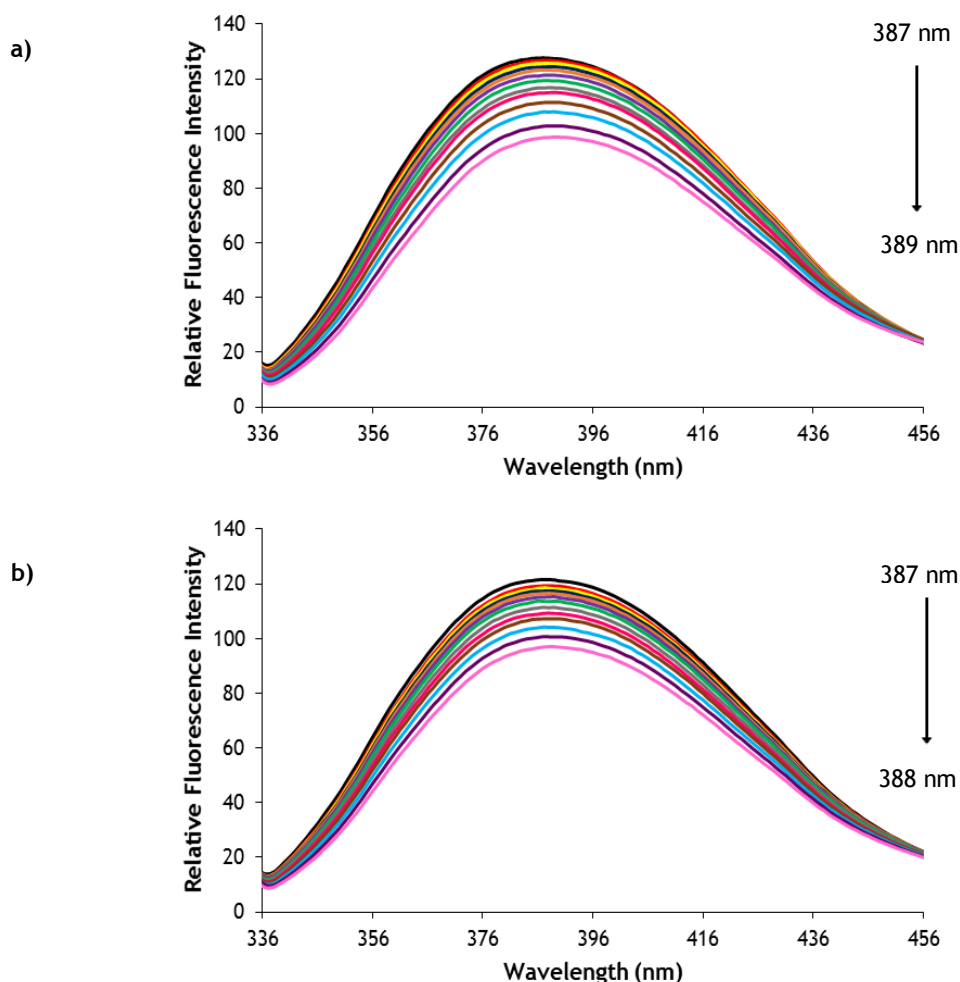 a)
387 nm
389 nm
Relative Fluorescence Intensity
140
120
100
80
60
40
20
0
336 356 376 396 416 436 456
Wavelength (nm)
b)
387 nm
388 nm
Relative Fluorescence Intensity
140
120
100
80
60
40
20
0
336 356 376 396 416 436 456
Wavelength (nm)